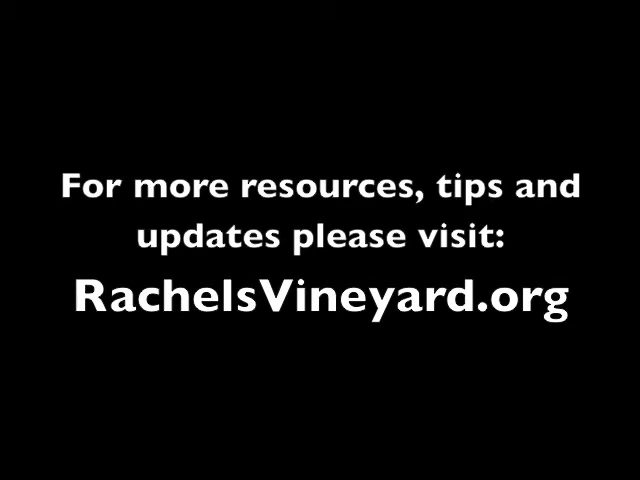 For more resources, tips and
updates please visit:
RachelsVineyard.org